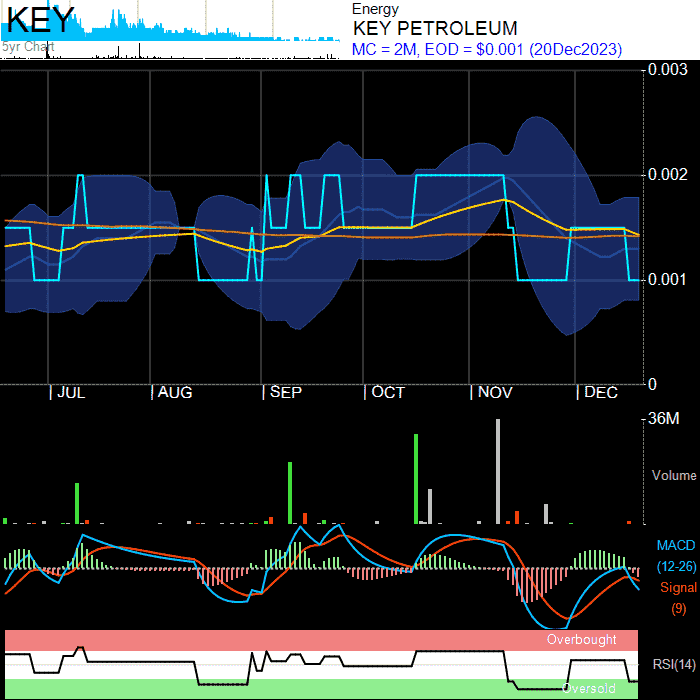 KEY
5yr Chart
Energy
KEY PETROLEUM
MC = 2M, EOD = $0.001 (20Dec2023)
0.003
0.002
0.001
0
| JUL | AUG | SEP | OCT | NOV | DEC
36M
Volume
MACD
(12-26)
Signal
(9)
Overbought
RSI(14)
Oversold